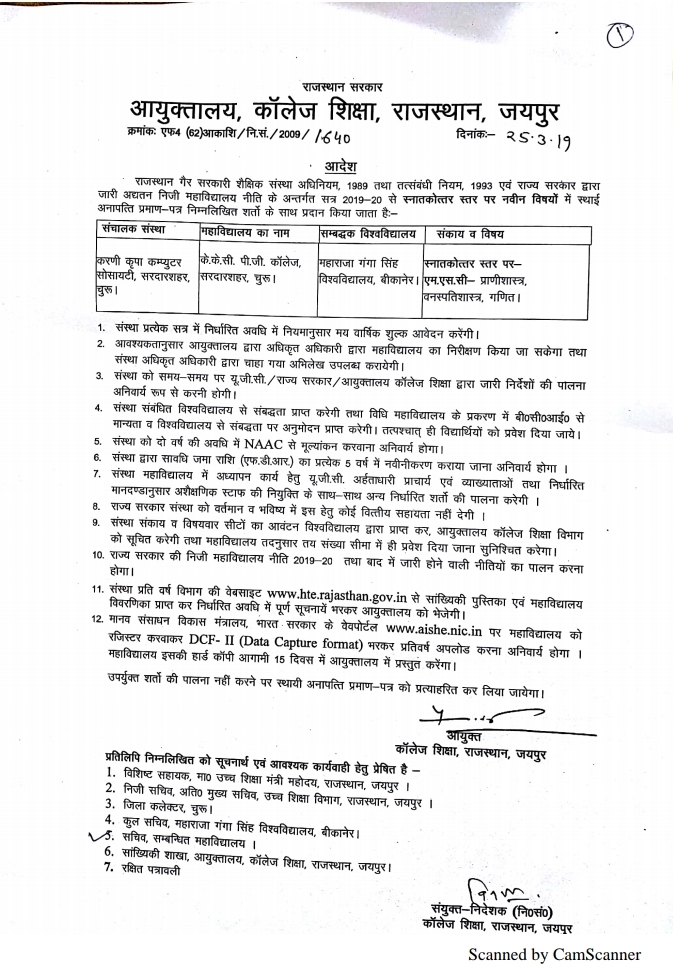 १
राजस्थान सरकार
आयुक्तालय, कॉलेज शिक्षा, राजस्थान, जयपुर
क्रमांकः एफ4 (62)आकाशि/नि.सं./2009/1640 दिनांकः– 25.3.19
आदेश
राजस्थान गैर सरकारी शैक्षिक संस्था अधिनियम, 1989 तथा तत्संबंधी नियम, 1993 एवं राज्य सरकार द्वारा
जारी अद्यतन निजी महाविद्यालय नीति के अन्तर्गत सत्र 2019-20 से स्नातकोत्तर स्तर पर नवीन विषयों में स्थाई
अनापत्ति प्रमाण–पत्र निम्नलिखित शर्तो के साथ प्रदान किया जाता है:–
संचालक संस्था महाविद्यालय का नाम सम्बद्धक विश्वविद्यालय संकाय व विषय
करणी कृपा कम्प्युटर के.के.सी. पी.जी. कॉलेज, महाराजा गंगा सिंह स्नातकोत्तर स्तर पर–
सोसायटी, सरदारशहर, सरदारशहर, चुरू। विश्वविद्यालय, बीकानेर। एम.एस.सी– प्राणीशास्त्र,
चुरू। वनस्पतिशास्त्र, गणित।
1. संस्था प्रत्येक सत्र में निर्धारित अवधि में नियमानुसार मय वार्षिक शुल्क आवेदन करेंगी।
2. आवश्यकतानुसार आयुक्तालय द्वारा अधिकृत अधिकारी द्वारा महाविद्यालय का निरीक्षण किया जा सकेगा तथा
संस्था अधिकृत अधिकारी द्वारा चाहा गया अभिलेख उपलब्ध करायेगी।
3. संस्था को समय–समय पर यू.जी.सी./राज्य सरकार/आयुक्तालय कॉलेज शिक्षा द्वारा जारी निर्देशों की पालना
अनिवार्य रूप से करनी होगी।
4. संस्था संबंधित विश्वविद्यालय से संबद्धता प्राप्त करेगी तथा विधि महाविद्यालय के प्रकरण में बी0सी0आई0 से
मान्यता व विश्वविद्यालय से संबद्धता पर अनुमोदन प्राप्त करेगी। तत्पश्चात् ही विद्यार्थियों को प्रवेश दिया जाये।
5. संस्था को दो वर्ष की अवधि में NAAC से मूल्यांकन करवाना अनिवार्य होगा।
6. संस्था द्वारा सावधि जमा राशि (एफ.डी.आर.) का प्रत्येक 5 वर्ष में नवीनीकरण कराया जाना अनिवार्य होगा ।
7. संस्था महाविद्यालय में अध्यापन कार्य हेतु यू.जी.सी. अर्हताधारी प्राचार्य एवं व्याख्याताओं तथा निर्धारित
मानदण्डानुसार अशैक्षणिक स्टाफ की नियुक्ति के साथ–साथ अन्य निर्धारित शर्तो की पालना करेगी ।
8. राज्य सरकार संस्था को वर्तमान व भविष्य में इस हेतु कोई वित्तीय सहायता नहीं देगी ।
9. संस्था संकाय व विषयवार सीटों का आवंटन विश्वविद्यालय द्वारा प्राप्त कर, आयुक्तालय कॉलेज शिक्षा विभाग
को सूचित करेगी तथा महाविद्यालय तदनुसार तय संख्या सीमा में ही प्रवेश दिया जाना सुनिश्चित करेगा।
10. राज्य सरकार की निजी महाविद्यालय नीति 2019-20 तथा बाद में जारी होने वाली नीतियों का पालन करना
होगा।
11. संस्था प्रति वर्ष विभाग की वेबसाइट www.hte.rajasthan.gov.in से सांख्यिकी पुस्तिका एवं महाविद्यालय
विवरणिका प्राप्त कर निर्धारित अवधि में पूर्ण सूचनायें भरकर आयुक्तालय को भेजेगी।
12. मानव संसाधन विकास मंत्रालय, भारत सरकार के वेवपोर्टल www.aishe.nic.in पर महाविद्यालय को
रजिस्टर करवाकर DCF- II (Data Capture format) भरकर प्रतिवर्ष अपलोड करना अनिवार्य होगा ।
महाविद्यालय इसकी हार्ड कॉपी आगामी 15 दिवस में आयुक्तालय में प्रस्तुत करेगा।
उपर्युक्त शर्तो की पालना नहीं करने पर स्थायी अनापत्ति प्रमाण–पत्र को प्रत्याहरित कर लिया जायेगा।
आयुक्त
कॉलेज शिक्षा, राजस्थान, जयपुर
प्रतिलिपि निम्नलिखित को सूचनार्थ एवं आवश्यक कार्यवाही हेतु प्रेषित है –
1. विशिष्ट सहायक, मा0 उच्च शिक्षा मंत्री महोदय, राजस्थान, जयपुर ।
2. निजी सचिव, अति0 मुख्य सचिव, उच्च शिक्षा विभाग, राजस्थान, जयपुर ।
3. जिला कलेक्टर, चुरू।
4. कुल सचिव, महाराजा गंगा सिंह विश्वविद्यालय, बीकानेर।
5. सचिव, सम्बन्धित महाविद्यालय ।
6. सांख्यिकी शाखा, आयुक्तालय, कॉलेज शिक्षा, राजस्थान, जयपुर।
7. रक्षित पत्रावली
संयुक्त–निदेशक (नि0सं0)
कॉलेज शिक्षा, राजस्थान, जयपुर
Scanned by CamScanner